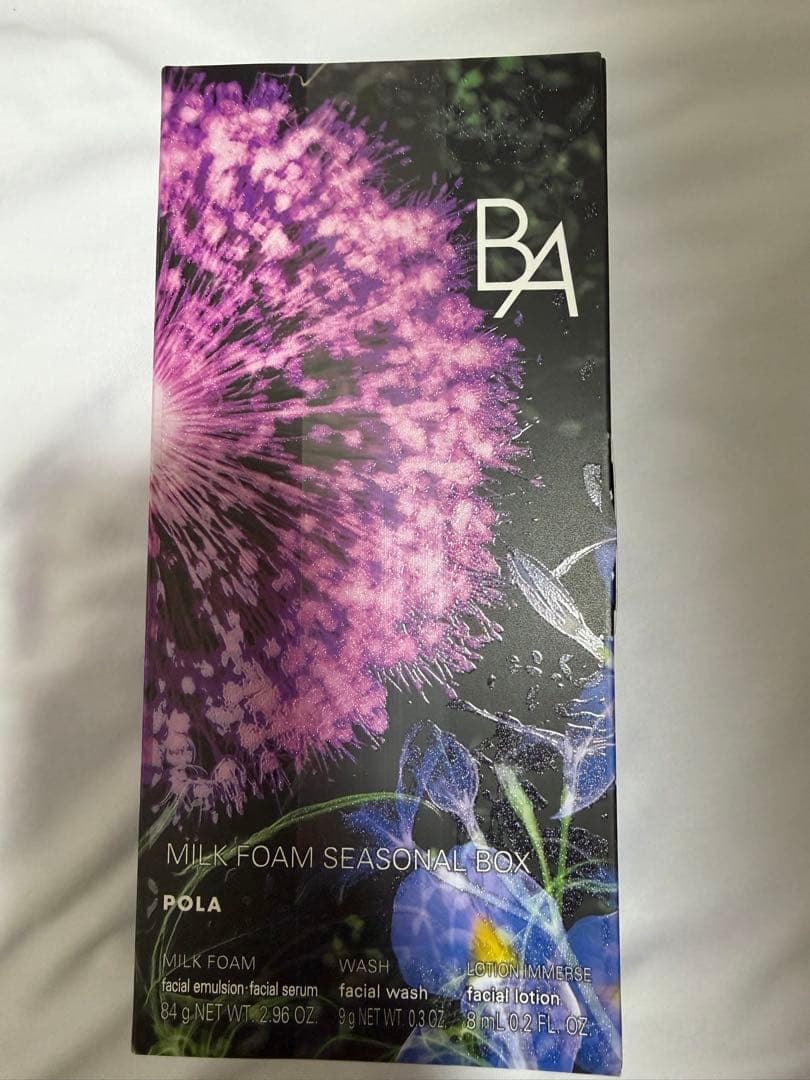 BA
MILK FOAM SEASONAL BOX
POLA
MILK FOAM
facial emulsion·facial serum
84 g NET WT. 2.96 OZ.
WASH
facial wash
9 g NET WT. 0.3 OZ.
LOTION IMMERSE
facial lotion
8 mL 0.2 FL. OZ.